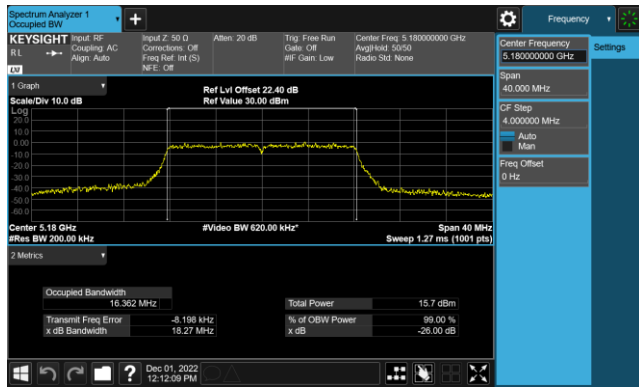 Spectrum Analyzer 1
Occupied BW
Frequency
KEYSIGHT
Input: RF
Coupling: AC
Align: Auto
Input Z: 50 Ω
Corrections: Off
Freq Ref: Int (S)
NFE: Off
Atten: 20 dB
Trig: Free Run
Gate: Off
#IF Gain: Low
Center Freq: 5.180000000 GHz
Avg|Hold: 50/50
Radio Std: None
R L
LXI
1 Graph
Scale/Div 10.0 dB
Ref Lvl Offset 22.40 dB
Ref Value 30.00 dBm
Log
20.0
10.0
0.00
-10.0
-20.0
-30.0
-40.0
-50.0
-60.0
Center 5.18 GHz
#Res BW 200.00 kHz
#Video BW 620.00 kHz*
Span 40 MHz
Sweep 1.27 ms (1001 pts)
2 Metrics
Occupied Bandwidth
16.362 MHz
Total Power 15.7 dBm
Transmit Freq Error -8.198 kHz
% of OBW Power 99.00 %
x dB Bandwidth 18.27 MHz
x dB -26.00 dB
Dec 01, 2022
12:12:09 PM
Center Frequency
5.180000000 GHz
Settings
Span
40.000 MHz
CF Step
4.000000 MHz
Auto
Man
Freq Offset
0 Hz